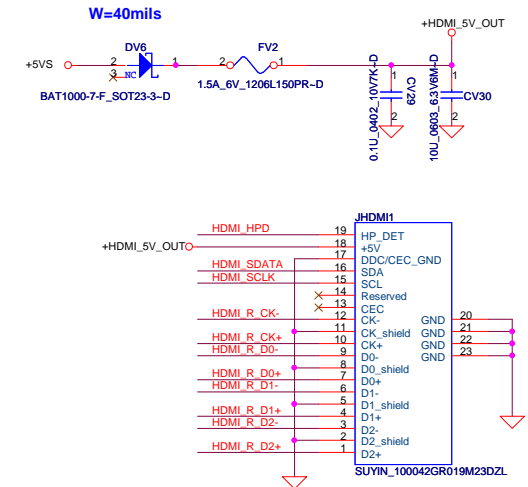 W=40mils
+HDMI_5V_OUT
DV6
FV2
+5VS
2
3
NC
1
2
1
BAT1000-7-F_SOT23-3~D
1.5A_6V_1206L150PR~D
0.1U_0402_10V7K~D
1
2
CV29
10U_0603_6.3V6M~D
1
2
CV30
JHDMI1
HDMI_HPD 19 HP_DET
+HDMI_5V_OUT 18 +5V
17 DDC/CEC_GND
HDMI_SDATA 16 SDA
HDMI_SCLK 15 SCL
14 Reserved
13 CEC
HDMI_R_CK- 12 CK- GND 20
11 CK_shield GND 21
HDMI_R_CK+ 10 CK+ GND 22
HDMI_R_D0- 9 D0- GND 23
8 D0_shield
HDMI_R_D0+ 7 D0+
HDMI_R_D1- 6 D1-
5 D1_shield
HDMI_R_D1+ 4 D1+
HDMI_R_D2- 3 D2-
2 D2_shield
HDMI_R_D2+ 1 D2+
SUYIN_100042GR019M23DZL